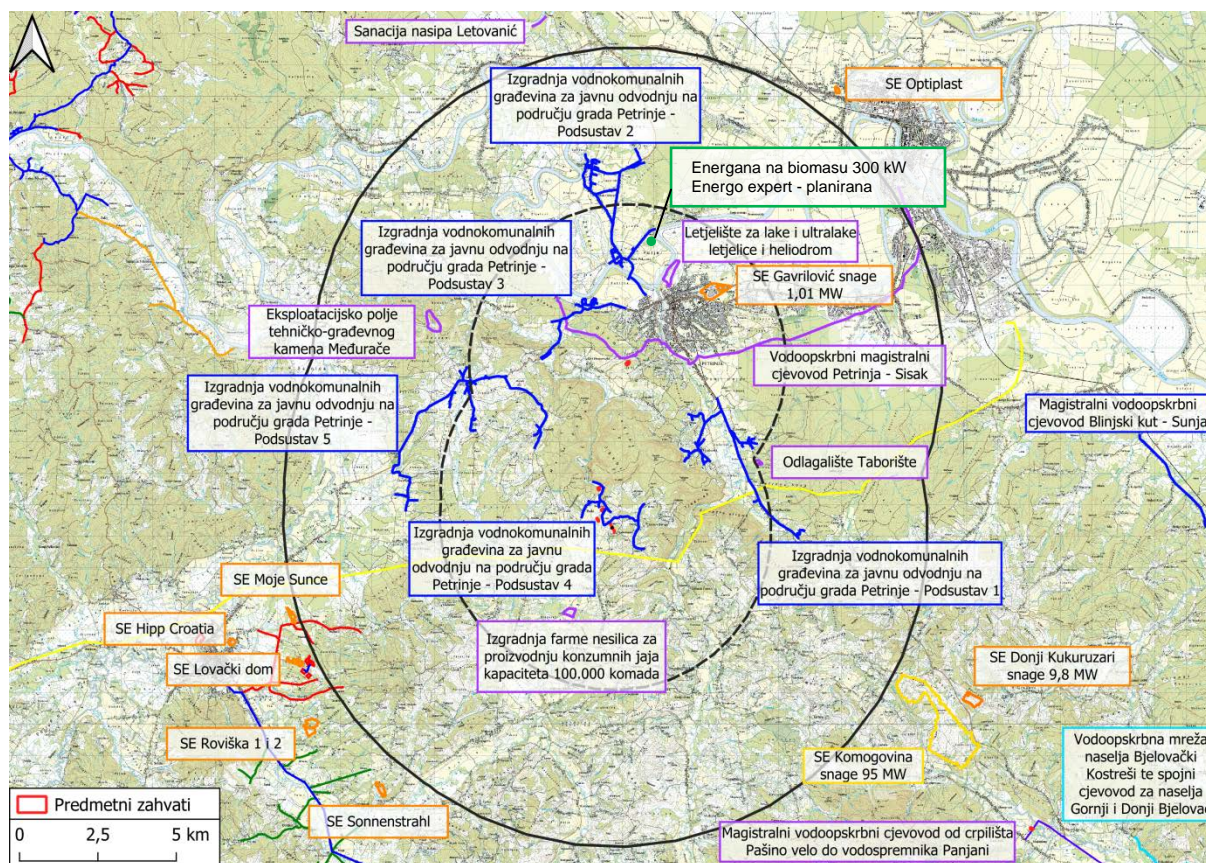 Sanacija nasipa Letovanić
Izgradnja vodnokomunalnih
građevina za javnu odvodnju na
području grada Petrinje -
Podsustav 2
SE Optiplast
Energana na biomasu 300 kW
Energo expert - planirana
Izgradnja vodnokomunalnih
građevina za javnu odvodnju na
području grada Petrinje -
Podsustav 3
Letjelište za lake i ultralake
letjelice i heliodrom
SE Gavrilović snage
1,01 MW
Eksploatacijsko polje
tehničko-građevnog
kamena Međurače
Vodoopskrbni magistralni
cjevovod Petrinja - Sisak
Izgradnja vodnokomunalnih
građevina za javnu odvodnju na
području grada Petrinje -
Podsustav 5
Magistralni vodoopskrbni
cjevovod Blinjski kut - Sunja
Odlagalište Taborište
Izgradnja vodnokomunalnih
građevina za javnu
odvodnju na području grada
Petrinje - Podsustav 4
Izgradnja vodnokomunalnih
građevina za javnu odvodnju na
području grada Petrinje - Podsustav 1
SE Moje Sunce
SE Hipp Croatia
SE Lovački dom
Izgradnja farme nesilica za
proizvodnju konzumnih jaja
kapaciteta 100.000 komada
SE Donji Kukuruzari
snage 9,8 MW
SE Roviška 1 i 2
SE Komogovina
snage 95 MW
Vodoopskrbna mreža
naselja Bjelovački
Kostreši te spojni
cjevovod za naselja
Gornji i Donji Bjelovac
Predmetni zahvati
0 2,5 5 km
SE Sonnenstrahl
Magistralni vodoopskrbni cjevovod od crpilišta
Pašino velo do vodospremnika Panjani